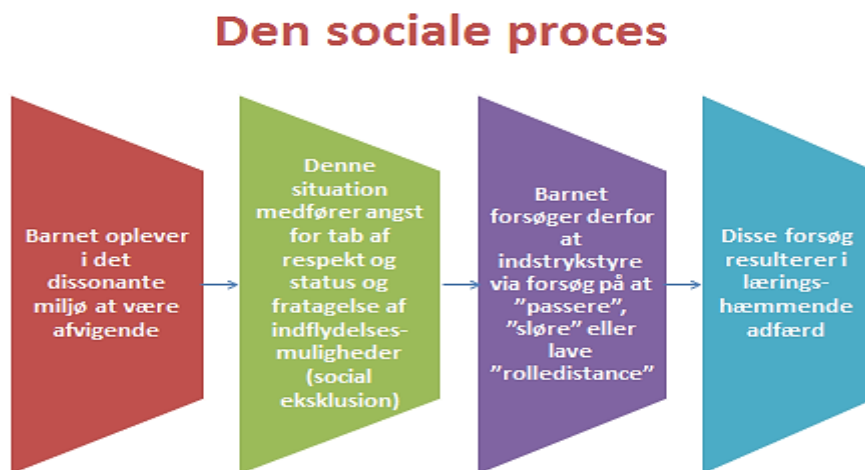 Den sociale proces
Barnet oplever
i det
dissonante
miljø at være
afvigende
Denne
situation
medfører angst
for tab af
respekt og
status og
fratagelse af
indflydelses-
muligheder
(social
eksklusion)
Barnet
forsøger derfor
at
indstrykstyre
via forsøg på at
”passere”,
”sløre” eller
lave
”rolledistance”
Disse forsøg
resulterer i
lærings-
hæmmende
adfærd